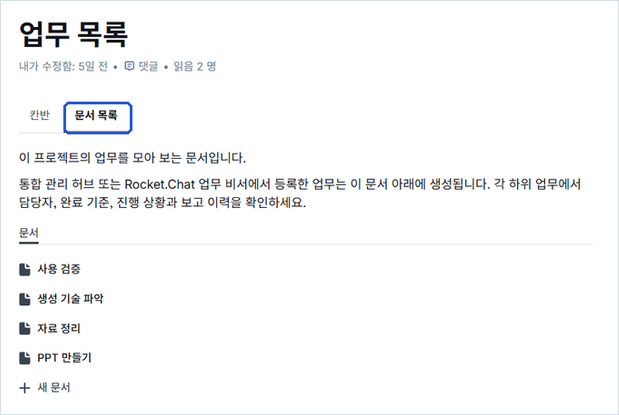 업무 목록
내가 수정함: 5일 전 • 댓글 • 읽음 2 명
칸반 문서 목록
이 프로젝트의 업무를 모아 보는 문서입니다.
통합 관리 허브 또는 Rocket.Chat 업무 비서에서 등록한 업무는 이 문서 아래에 생성됩니다. 각 하위 업무에서
담당자, 완료 기준, 진행 상황과 보고 이력을 확인하세요.
문서
사용 검증
생성 기술 파악
자료 정리
PPT 만들기
+ 새 문서